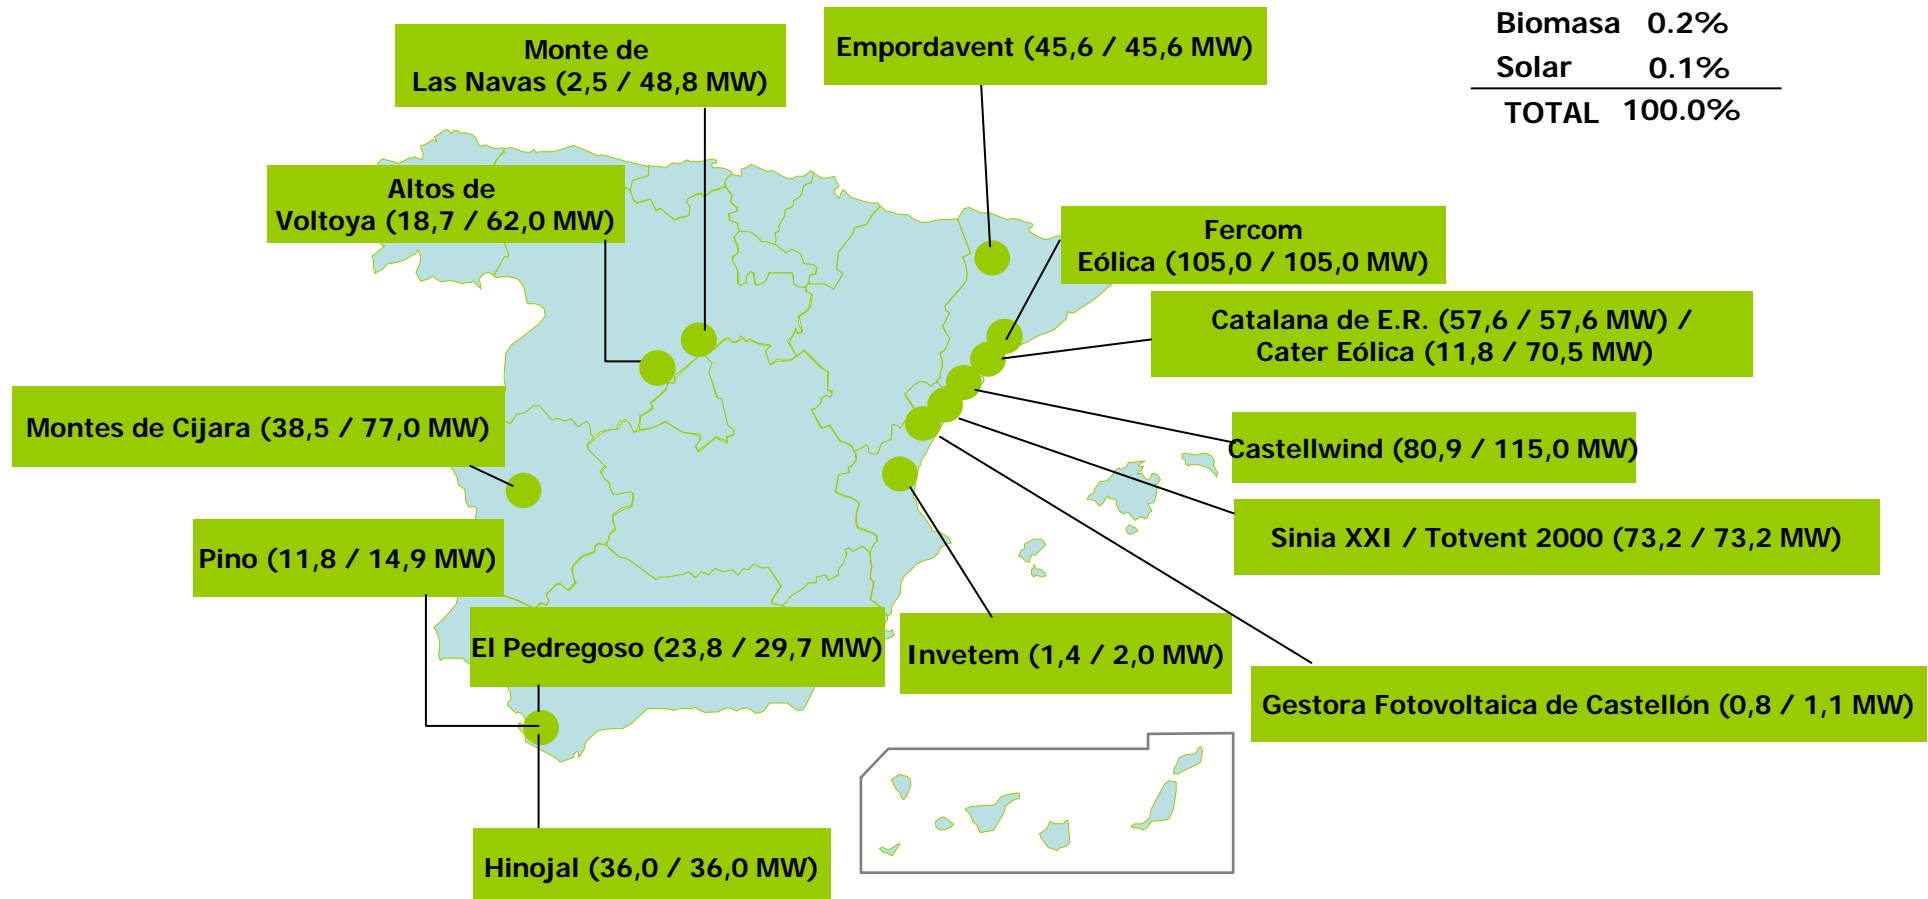 Biomasa 0.2%
Solar 0.1%
TOTAL 100.0%
Monte de
Las Navas (2,5 / 48,8 MW)
Empordavent (45,6 / 45,6 MW)
Altos de
Voltoya (18,7 / 62,0 MW)
Fercom
Eólica (105,0 / 105,0 MW)
Catalana de E.R. (57,6 / 57,6 MW) /
Cater Eólica (11,8 / 70,5 MW)
Montes de Cijara (38,5 / 77,0 MW)
Castellwind (80,9 / 115,0 MW)
Sinia XXI / Totvent 2000 (73,2 / 73,2 MW)
Pino (11,8 / 14,9 MW)
El Pedregoso (23,8 / 29,7 MW)
Invetem (1,4 / 2,0 MW)
Gestora Fotovoltaica de Castellón (0,8 / 1,1 MW)
Hinojal (36,0 / 36,0 MW)